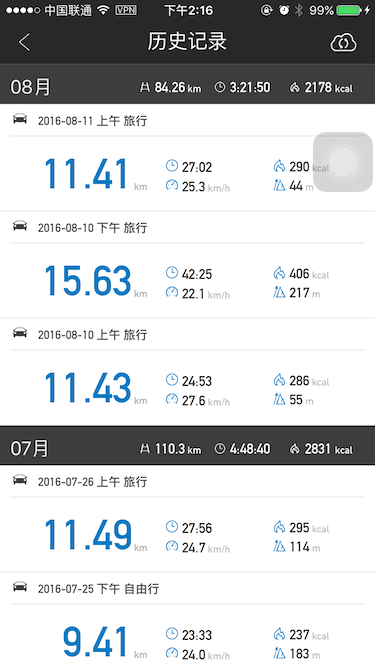 中国联通 VPN 下午2:16 99%
历史记录
08月 84.26 km 3:21:50 2178 kcal
2016-08-11 上午 旅行
11.41 km 27:02 290 kcal
25.3 km/h 44 m
2016-08-10 下午 旅行
15.63 km 42:25 406 kcal
22.1 km/h 217 m
2016-08-10 上午 旅行
11.43 km 24:53 286 kcal
27.6 km/h 55 m
07月 110.3 km 4:48:40 2831 kcal
2016-07-26 上午 旅行
11.49 km 27:56 295 kcal
24.7 km/h 114 m
2016-07-25 下午 自由行
9.41 km 23:33 237 kcal
24.0 km/h 183 m